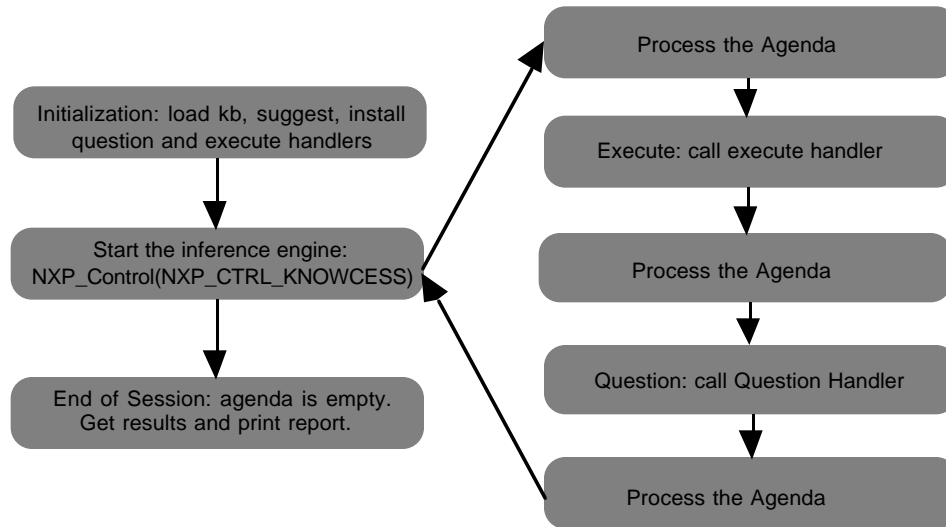 Initialization: load kb, suggest, install
question and execute handlers
Start the inference engine:
NXP_Control(NXP_CTRL_KNOWCESS)
End of Session: agenda is empty.
Get results and print report.
Process the Agenda
Execute: call execute handler
Process the Agenda
Question: call Question Handler
Process the Agenda